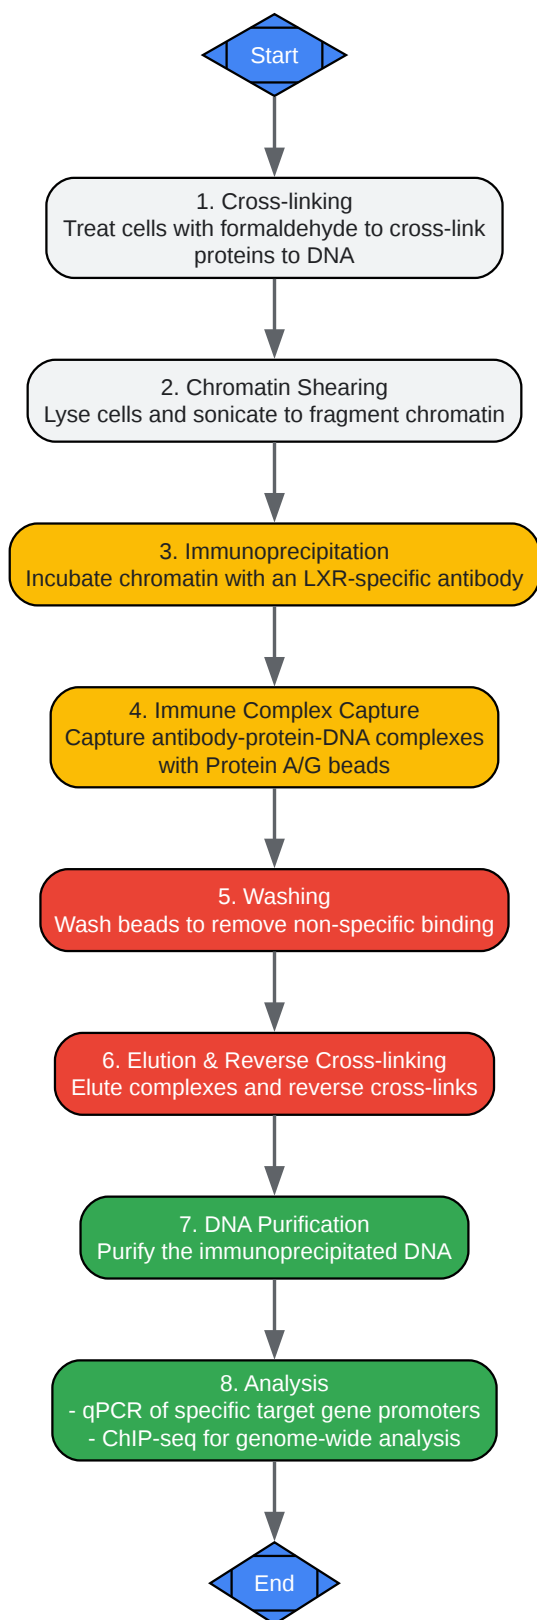 Start
1. Cross-linking
Treat cells with formaldehyde to cross-link
proteins to DNA
2. Chromatin Shearing
Lyse cells and sonicate to fragment chromatin
3. Immunoprecipitation
Incubate chromatin with an LXR-specific antibody
4. Immune Complex Capture
Capture antibody-protein-DNA complexes
with Protein A/G beads
5. Washing
Wash beads to remove non-specific binding
6. Elution & Reverse Cross-linking
Elute complexes and reverse cross-links
7. DNA Purification
Purify the immunoprecipitated DNA
8. Analysis
- qPCR of specific target gene promoters
- ChIP-seq for genome-wide analysis
End